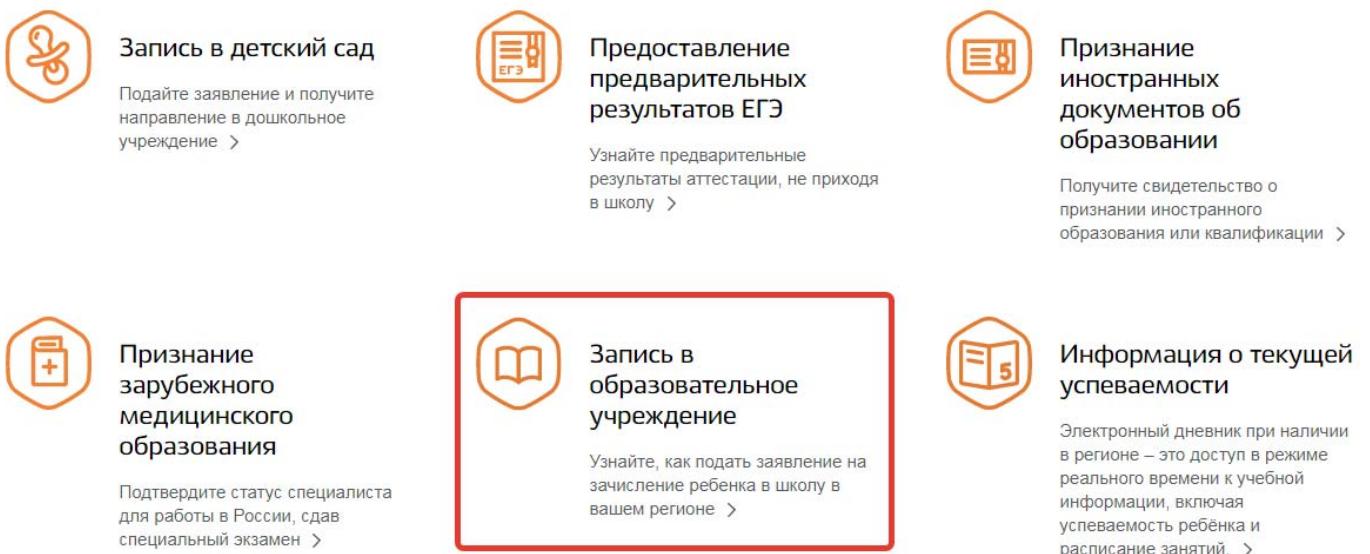 Запись в детский сад
Подайте заявление и получите
направление в дошкольное
учреждение >
Предоставление
предварительных
результатов ЕГЭ
Узнайте предварительные
результаты аттестации, не приходя
в школу >
ЕГЭ
Признание
иностранных
документов об
образовании
Получите свидетельство о
признании иностранного
образования или квалификации >
Признание
зарубежного
медицинского
образования
Подтвердите статус специалиста
для работы в России, сдав
специальный экзамен >
Запись в
образовательное
учреждение
Узнайте, как подать заявление на
зачисление ребенка в школу в
вашем регионе >
5
Информация о текущей
успеваемости
Электронный дневник при наличии
в регионе – это доступ в режиме
реального времени к учебной
информации, включая
успеваемость ребёнка и
расписание занятий. >